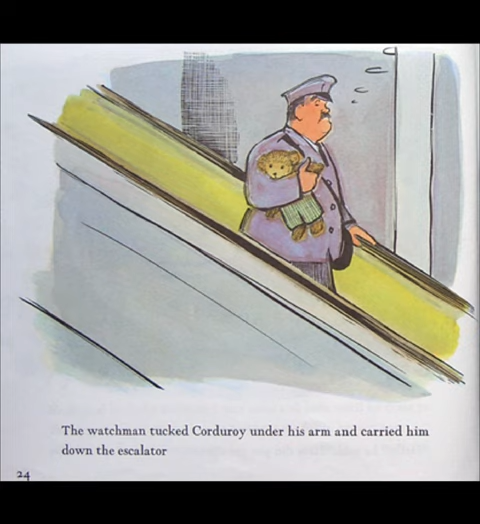 The watchman tucked Corduroy under his arm and carried him
down the escalator
24